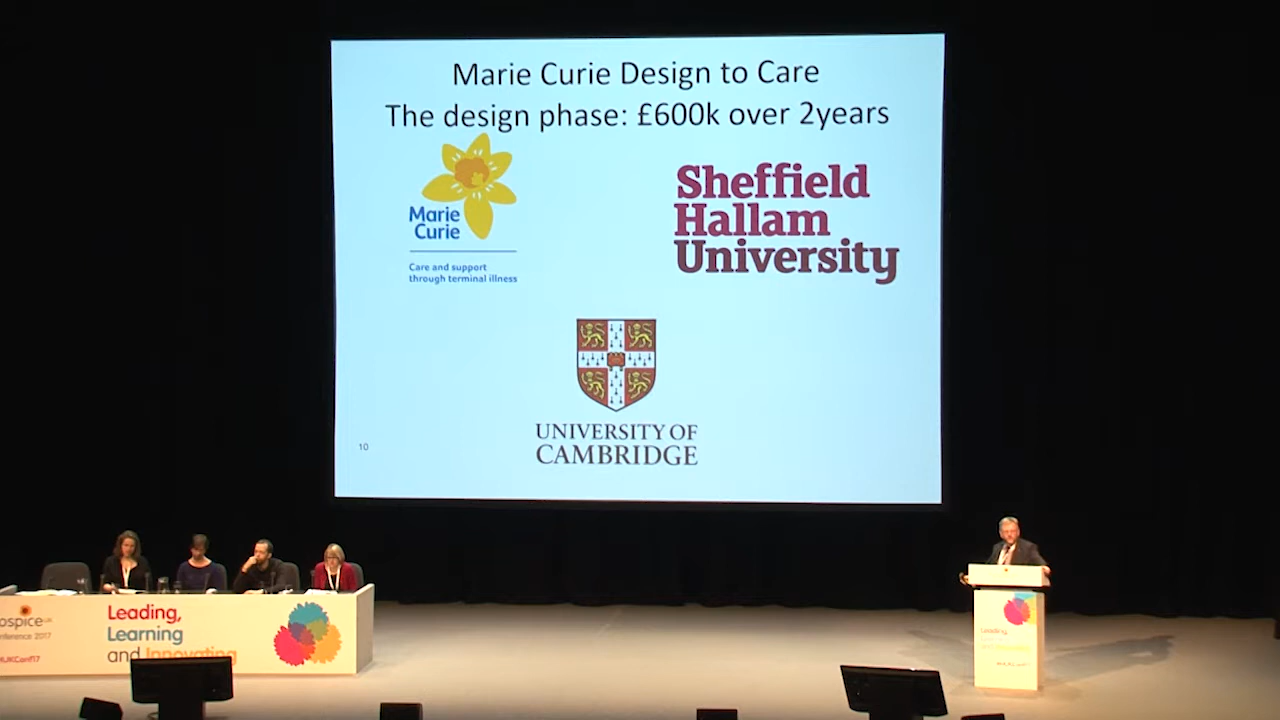 Marie Curie Design to Care
The design phase: £600k over 2years
Marie
Curie
Care and support
through terminal illness
Sheffield
Hallam
University
UNIVERSITY OF
CAMBRIDGE
10
Leading,
Learning
and Innovating
Leading,